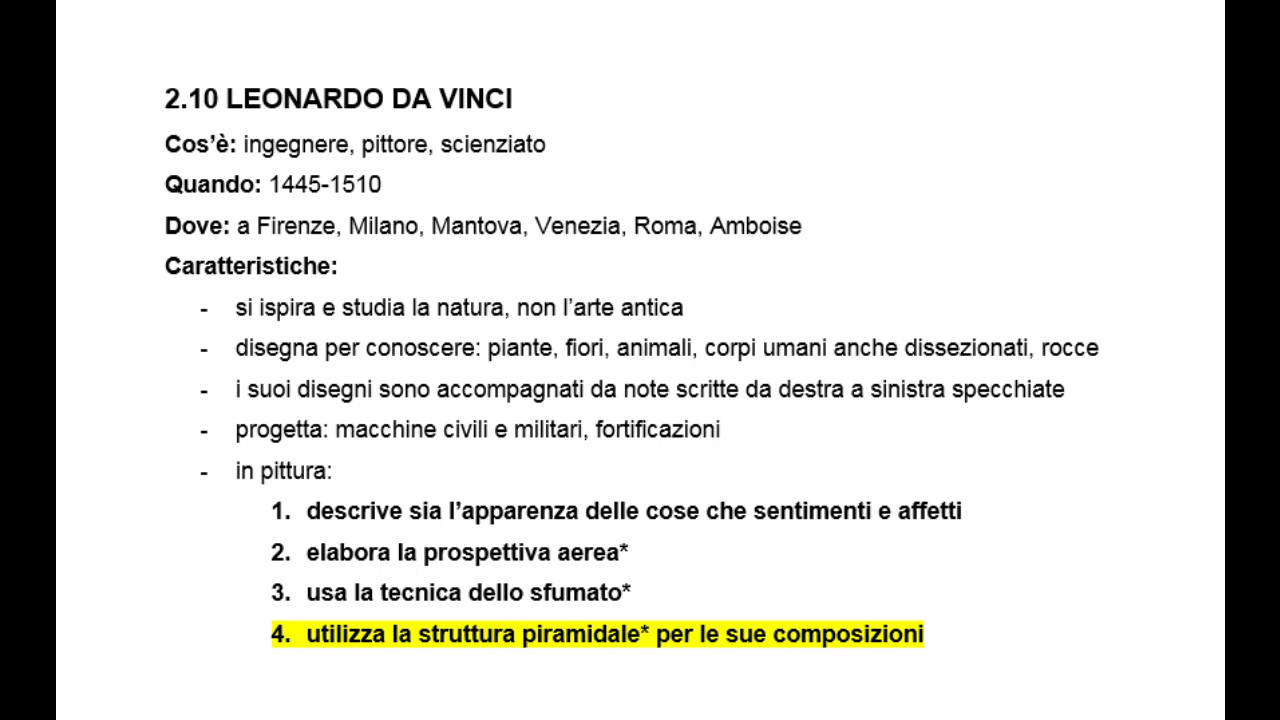 2.10 LEONARDO DA VINCI
Cos’è: ingegnere, pittore, scienziato
Quando: 1445-1510
Dove: a Firenze, Milano, Mantova, Venezia, Roma, Amboise
Caratteristiche:
- si ispira e studia la natura, non l’arte antica
- disegna per conoscere: piante, fiori, animali, corpi umani anche dissezionati, rocce
- i suoi disegni sono accompagnati da note scritte da destra a sinistra specchiate
- progetta: macchine civili e militari, fortificazioni
- in pittura:
1. descrive sia l’apparenza delle cose che sentimenti e affetti
2. elabora la prospettiva aerea*
3. usa la tecnica dello sfumato*
4. utilizza la struttura piramidale* per le sue composizioni